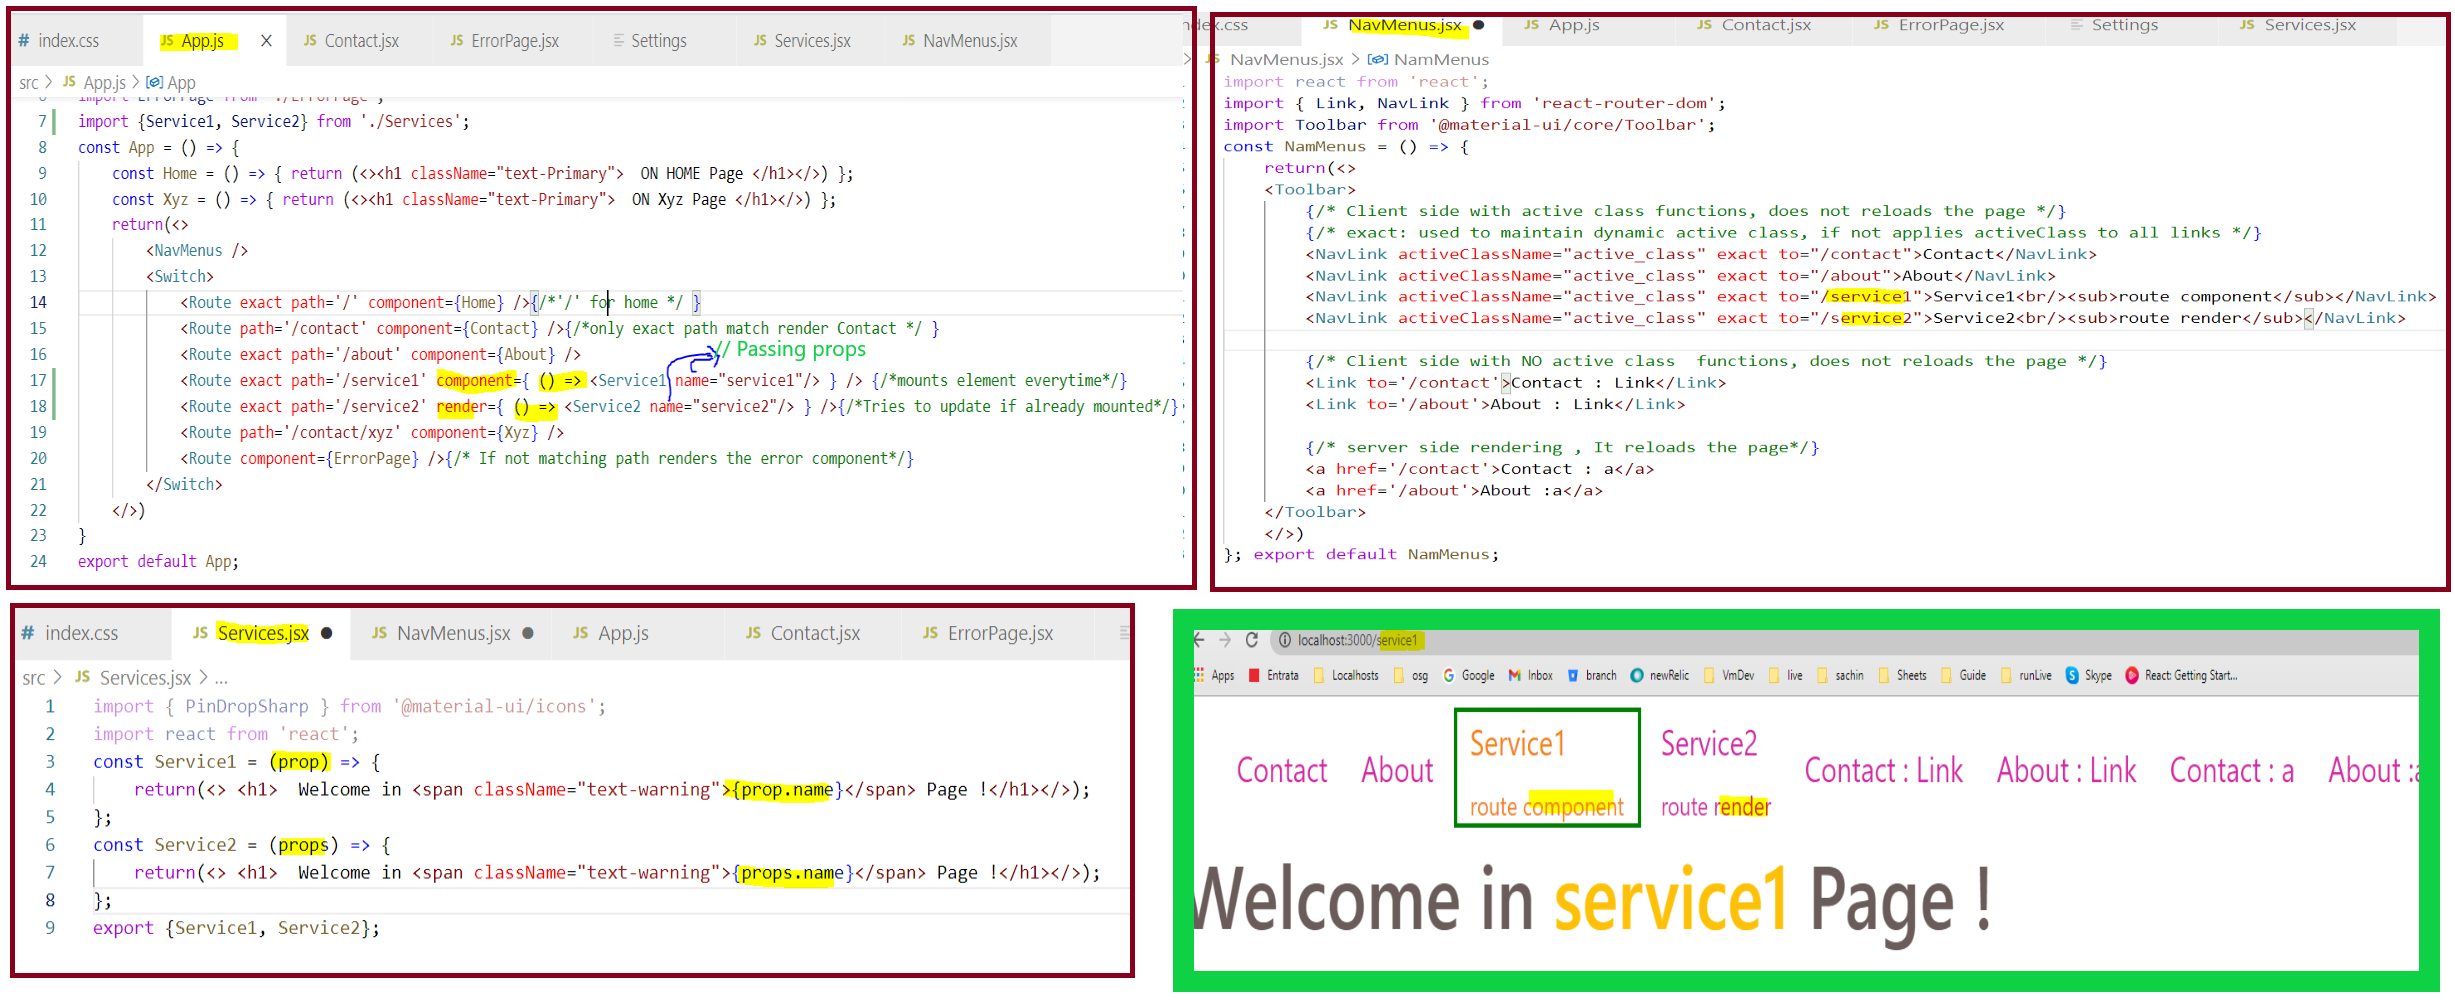 index.css App.js X Contact.jsx ErrorPage.jsx Settings Services.jsx NavMenus.jsx
src > JS App.js > App
import ErrorPage from './ErrorPage';
7 import {Service1, Service2} from './Services';
8 const App = () => {
9 const Home = () => { return (<><h1 className="text-Primary"> ON HOME Page </h1></>) };
10 const Xyz = () => { return (<><h1 className="text-Primary"> ON Xyz Page </h1></>) };
11 return(<>
12 <NavMenus />
13 <Switch>
14 <Route exact path='/' component={Home} />{/*'/' for home */ }
15 <Route path='/contact' component={Contact} />{/*only exact path match render Contact */ }
16 <Route exact path='/about' component={About} />
// Passing props
17 <Route exact path='/service1' component={ () => <Service1 name="service1"/> } /> {/*mounts element everytime*/}
18 <Route exact path='/service2' render={ () => <Service2 name="service2"/> } />{/*Tries to update if already mounted*/}
19 <Route path='/contact/xyz' component={Xyz} />
20 <Route component={ErrorPage} />{/* If not matching path renders the error component*/}
21 </Switch>
22 </>)
23 }
24 export default App;
dex.css JS NavMenus.jsx JS App.js JS Contact.jsx JS ErrorPage.jsx Settings JS Services.jsx
> JS NavMenus.jsx > NamMenus
import react from 'react';
import { Link, NavLink } from 'react-router-dom';
import Toolbar from '@material-ui/core/Toolbar';
const NamMenus = () => {
return(<>
<Toolbar>
{/* Client side with active class functions, does not reloads the page */}
{/* exact: used to maintain dynamic active class, if not applies activeClass to all links */}
<NavLink activeClassName="active_class" exact to="/contact">Contact</NavLink>
<NavLink activeClassName="active_class" exact to="/about">About</NavLink>
<NavLink activeClassName="active_class" exact to="/service1">Service1<br/><sub>route component</sub></NavLink>
<NavLink activeClassName="active_class" exact to="/service2">Service2<br/><sub>route render</sub></NavLink>
{/* Client side with NO active class  functions, does not reloads the page */}
<Link to='/contact'>Contact : Link</Link>
<Link to='/about'>About : Link</Link>
{/* server side rendering , It reloads the page*/}
<a href='/contact'>Contact : a</a>
<a href='/about'>About :a</a>
</Toolbar>
</>)
}; export default NamMenus;
# index.css JS Services.jsx JS NavMenus.jsx JS App.js JS Contact.jsx JS ErrorPage.jsx
src > JS Services.jsx > ...
1 import { PinDropSharp } from '@material-ui/icons';
2 import react from 'react';
3 const Service1 = (prop) => {
4 return(<> <h1>  Welcome in <span className="text-warning">{prop.name}</span> Page !</h1></>);
5 };
6 const Service2 = (props) => {
7 return(<> <h1>  Welcome in <span className="text-warning">{props.name}</span> Page !</h1></>);
8 };
9 export {Service1, Service2};
localhost:3000/service1
Apps Entrata Localhosts osg Google Inbox branch newRelic VmDev live sachin Sheets Guide runLive Skype React: Getting Start...
Contact About Service1 Service2 Contact : Link About : Link Contact : a About :a
route component route render
Welcome in service1 Page !